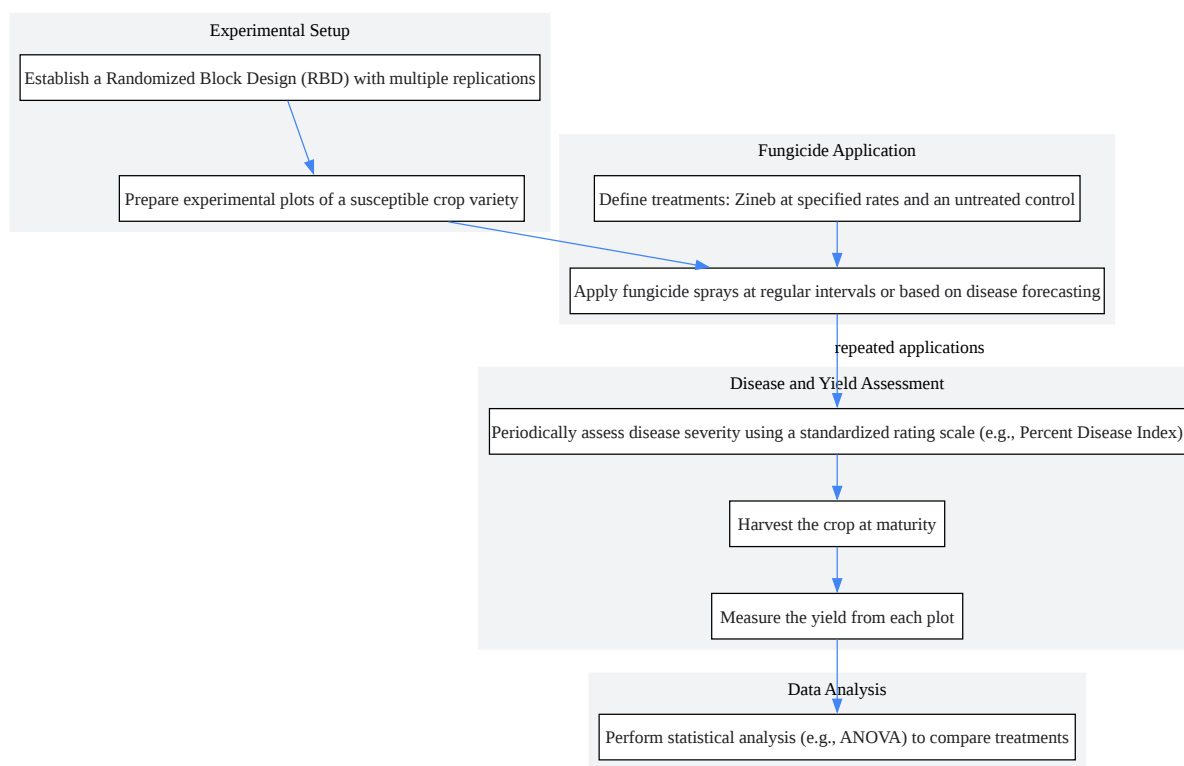 Experimental Setup
Establish a Randomized Block Design (RBD) with multiple replications
Prepare experimental plots of a susceptible crop variety
Fungicide Application
Define treatments: Zineb at specified rates and an untreated control
Apply fungicide sprays at regular intervals or based on disease forecasting
repeated applications
Disease and Yield Assessment
Periodically assess disease severity using a standardized rating scale (e.g., Percent Disease Index)
Harvest the crop at maturity
Measure the yield from each plot
Data Analysis
Perform statistical analysis (e.g., ANOVA) to compare treatments